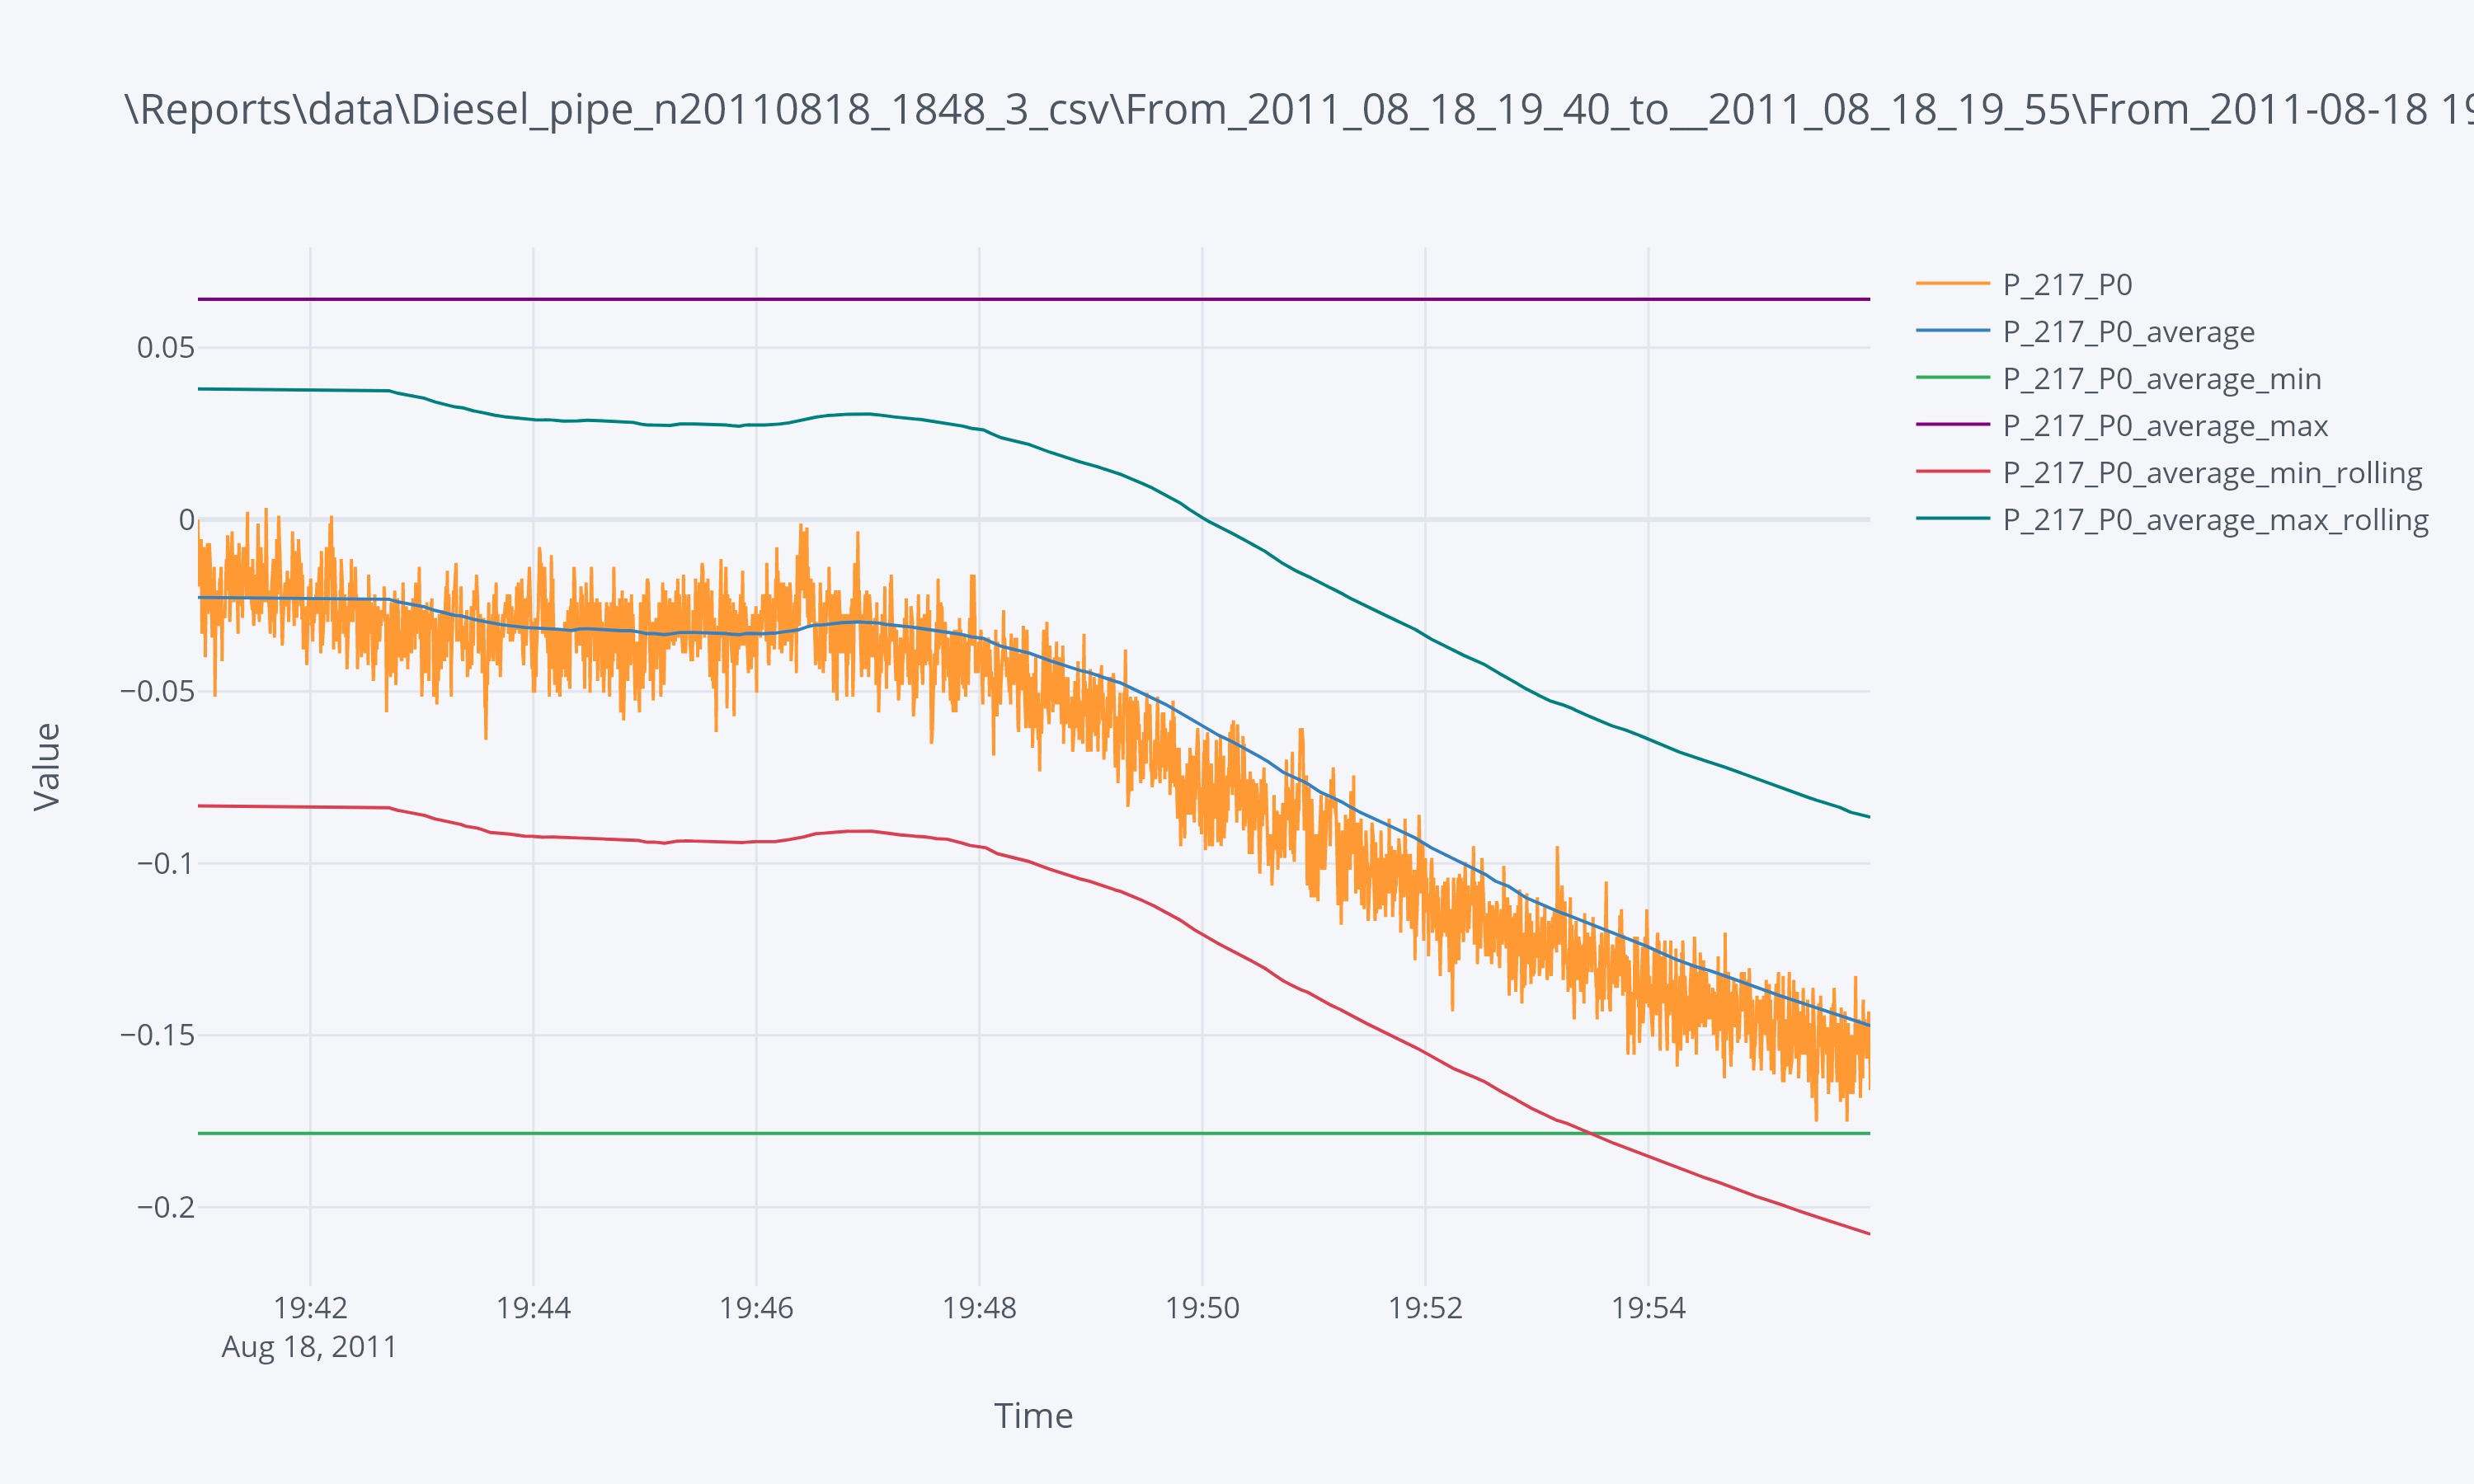 \Reports\data\Diesel_pipe_n20110818_1848_3_csv\From_2011_08_18_19_40_to__2011_08_18_19_55\From_2011-08-18 19
P_217_P0
P_217_P0_average
P_217_P0_average_min
P_217_P0_average_max
P_217_P0_average_min_rolling
P_217_P0_average_max_rolling
0.05
0
−0.05
−0.1
−0.15
−0.2
Value
19:42 19:44 19:46 19:48 19:50 19:52 19:54
Aug 18, 2011
Time